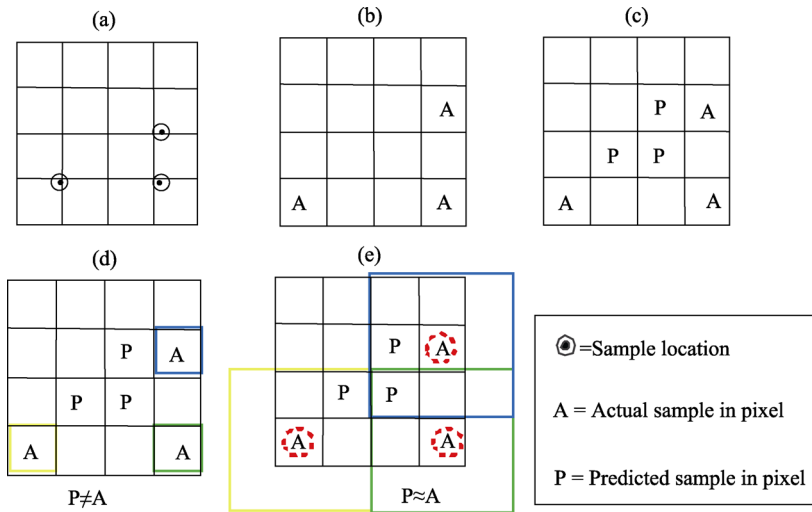 (a)
(b)
(c)
A
A
A
P
A
P
P
A
A
(d)
(e)
P
A
P
P
A
A
P≠A
P
A
P
P
A
A
P≈A
=Sample location
A = Actual sample in pixel
P = Predicted sample in pixel